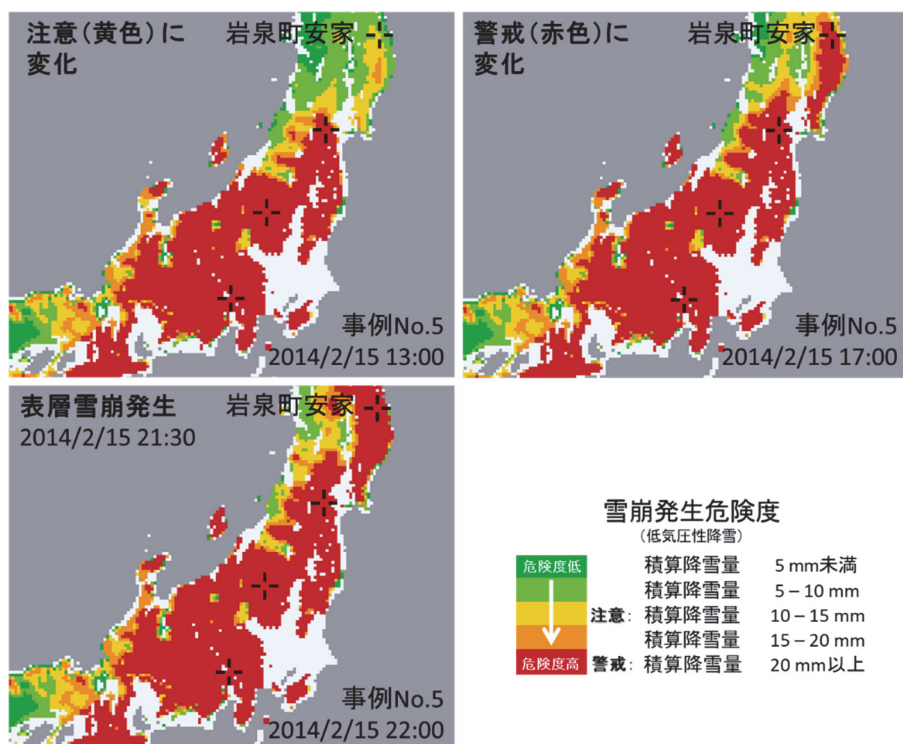 注意(黄色)に
変化
岩泉町安家
事例No.5
2014/2/15 13:00
警戒(赤色)に
変化
岩泉町安家
事例No.5
2014/2/15 17:00
表層雪崩発生
2014/2/15 21:30
岩泉町安家
事例No.5
2014/2/15 22:00
雪崩発生危険度
(低気圧性降雪)
危険度低 積算降雪量 5 mm未満
積算降雪量 5 – 10 mm
注意: 積算降雪量 10 – 15 mm
積算降雪量 15 – 20 mm
危険度高 警戒: 積算降雪量 20 mm以上